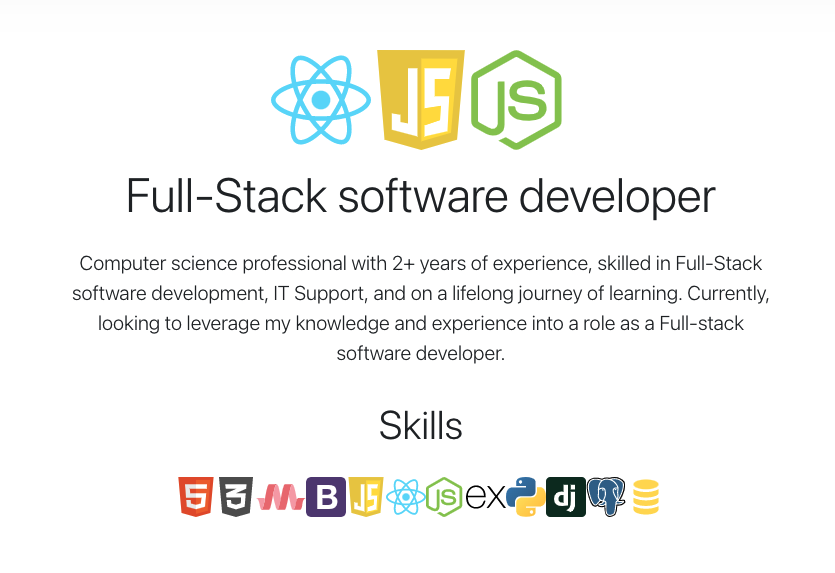 JS JS
Full-Stack software developer
Computer science professional with 2+ years of experience, skilled in Full-Stack
software development, IT Support, and on a lifelong journey of learning. Currently,
looking to leverage my knowledge and experience into a role as a Full-stack
software developer.
Skills
5 3 B JS JS ex dj